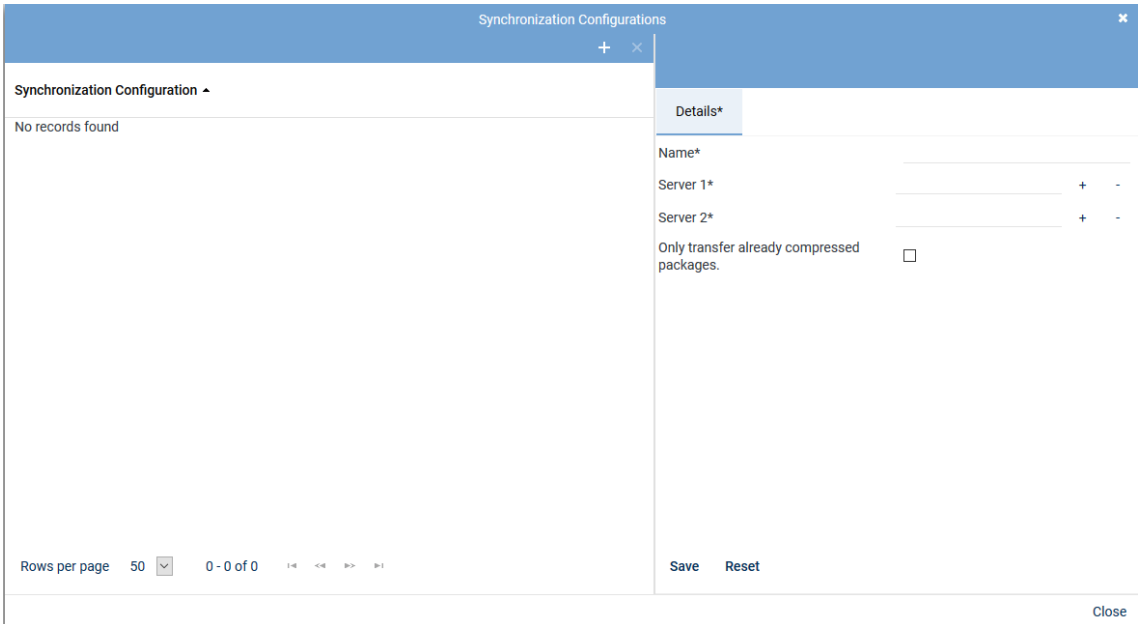 Synchronization Configurations
Synchronization Configuration
No records found
Details*
Name*
Server 1* + -
Server 2* + -
Only transfer already compressed
packages.
Rows per page 50 0 - 0 of 0
Save Reset
Close